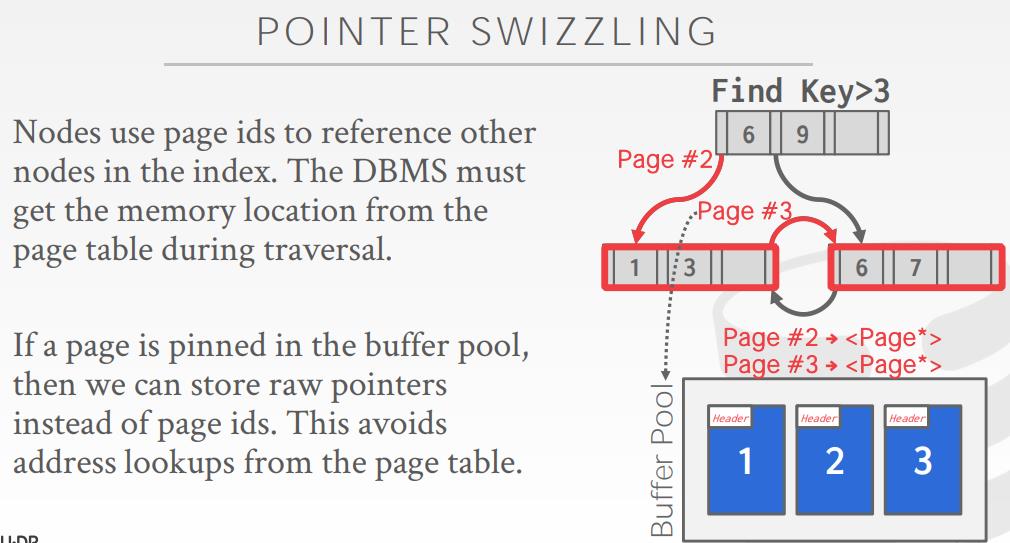 POINTER SWIZZLING
Nodes use page ids to reference other
nodes in the index. The DBMS must
get the memory location from the
page table during traversal.
If a page is pinned in the buffer pool,
then we can store raw pointers
instead of page ids. This avoids
address lookups from the page table.
Find Key>3
6 9
Page #2
Page #3
1 3
6 7
Page #2 → <Page*>
Page #3 → <Page*>
Buffer Pool
Header Header Header
1 2 3